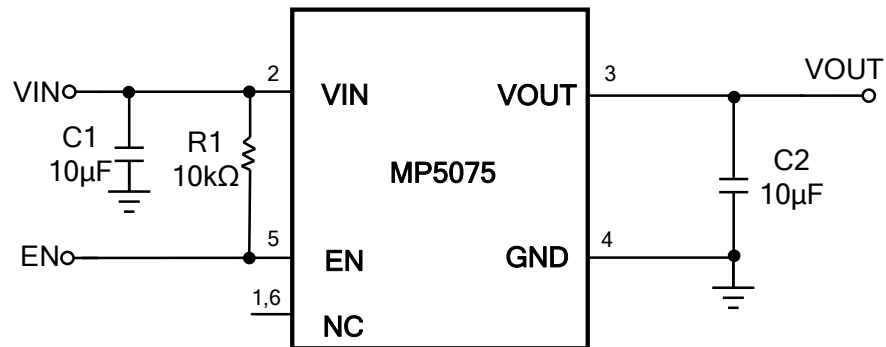 VIN
C1
10µF
R1
10kΩ
EN
2
5
1,6
VIN
VOUT
MP5075
EN
GND
NC
3
4
VOUT
C2
10µF